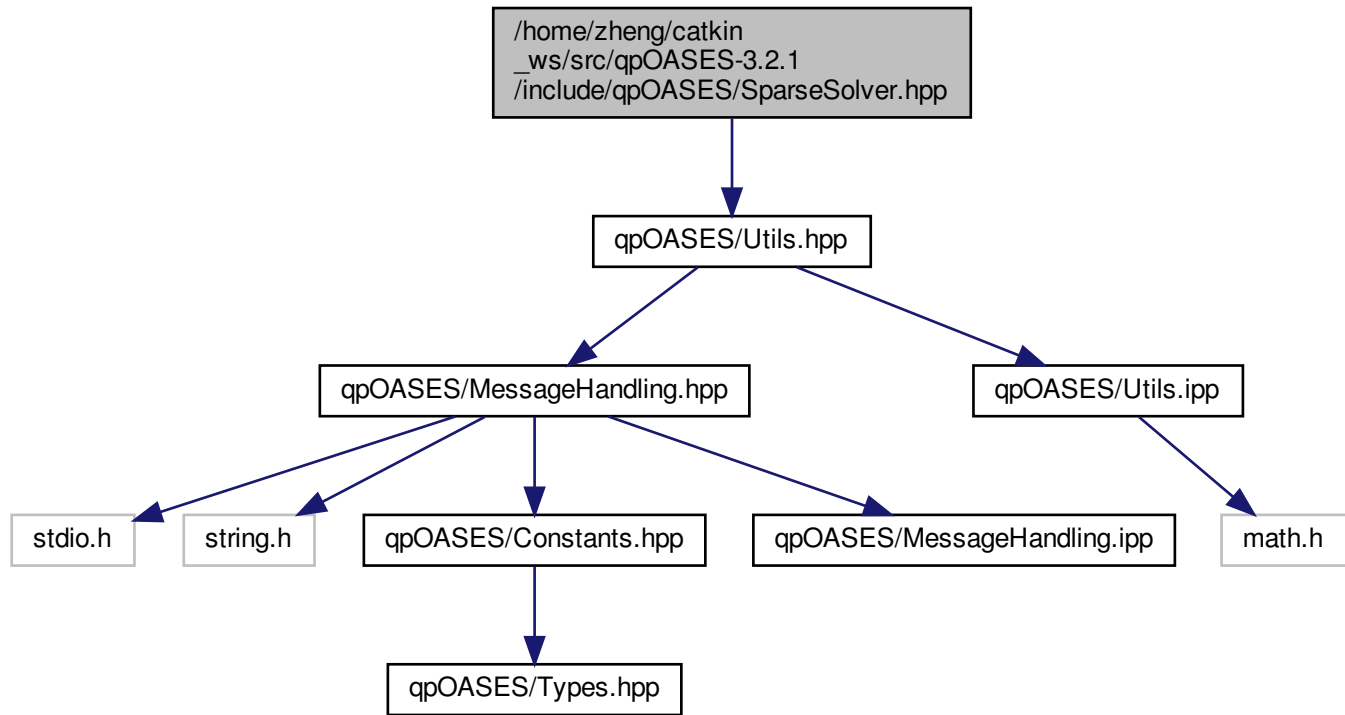 /home/zheng/catkin
_ws/src/qpOASES-3.2.1
/include/qpOASES/SparseSolver.hpp
qpOASES/Utils.hpp
qpOASES/MessageHandling.hpp
qpOASES/Utils.ipp
stdio.h
string.h
qpOASES/Constants.hpp
qpOASES/MessageHandling.ipp
math.h
qpOASES/Types.hpp